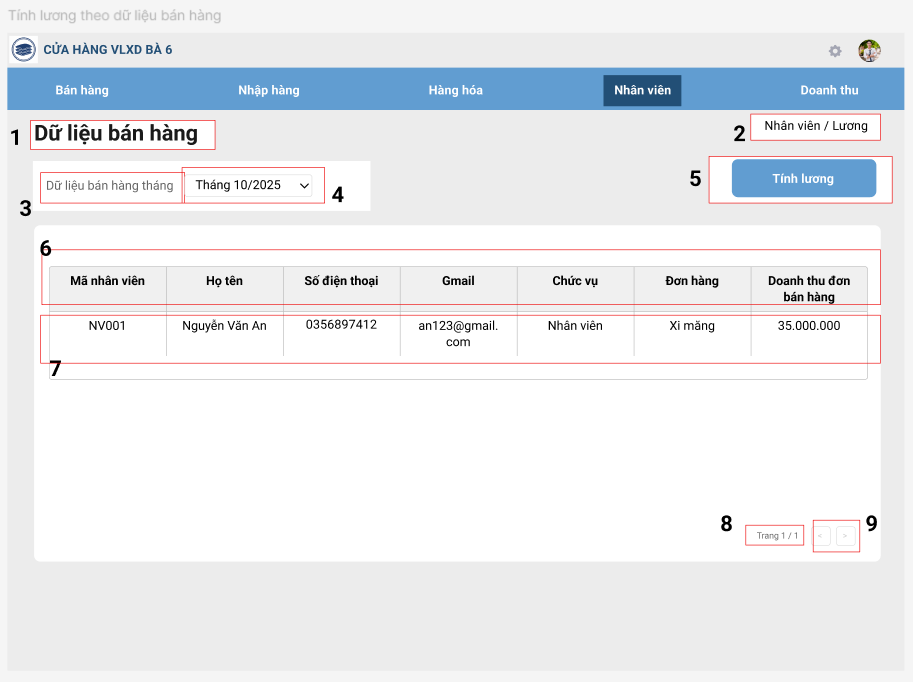 Tính lương theo dữ liệu bán hàng
CỬA HÀNG VLXD BÀ 6
Bán hàng
Nhập hàng
Hàng hóa
Nhân viên
Doanh thu
1
Dữ liệu bán hàng
2
Nhân viên / Lương
3
Dữ liệu bán hàng tháng
Tháng 10/2025
4
5
Tính lương
6
Mã nhân viên
Họ tên
Số điện thoại
Gmail
Chức vụ
Đơn hàng
Doanh thu đơn
bán hàng
NV001
Nguyễn Văn An
0356897412
an123@gmail.
com
Nhân viên
Xi măng
35.000.000
7
8
Trang 1 / 1
<
>
9